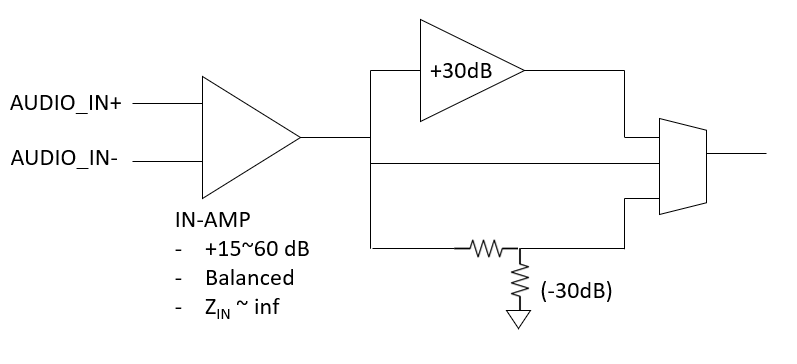 +30dB
AUDIO_IN+
AUDIO_IN-
IN-AMP
- +15~60 dB
- Balanced
- ZIN ~ inf
(-30dB)